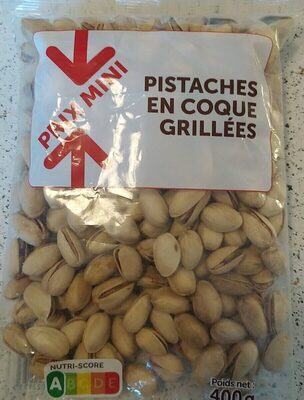 PRIX MINI
PISTACHES
EN COQUE
GRILLÉES
NUTRI-SCORE
A B C D E
Poids net :
400g